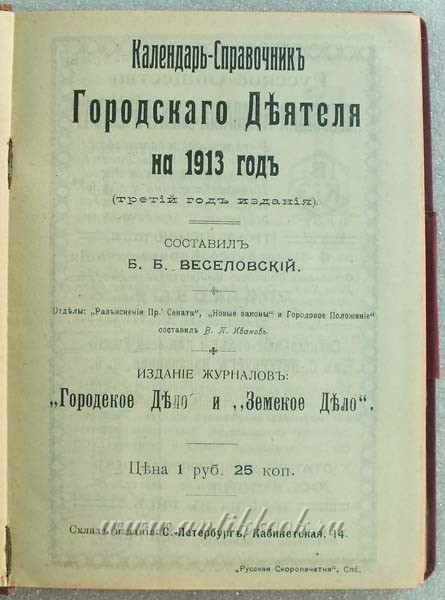 Календарь-Справочникъ
Городскаго Дѣятеля
на 1913 годъ
(третій годъ изданія).
СОСТАВИЛЪ
Б. Б. ВЕСЕЛОВСКІЙ.
Отдѣлы: „Разъясненія Пр. Сената“, „Новые законы“ и Городовое Положеніе“
составилъ В. П. Ивановъ.
ИЗДАНІЕ ЖУРНАЛОВЪ:
„Городское Дѣло“ и „Земское Дѣло“.
Цѣна 1 руб. 25 коп.
www.antikbook.ru
Складъ изданія: С.-Петербургъ, Кабинетская, 14.
„Русская Скоропечатня“, Спб.